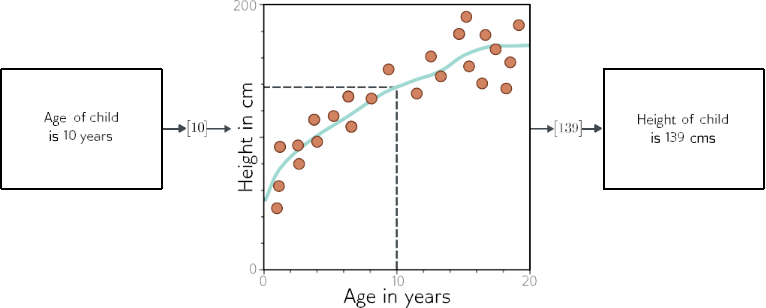 Age of child
is 10 years
[10]
200
Height in cm
0
0
10
20
Age in years
[139]
Height of child
is 139 cms